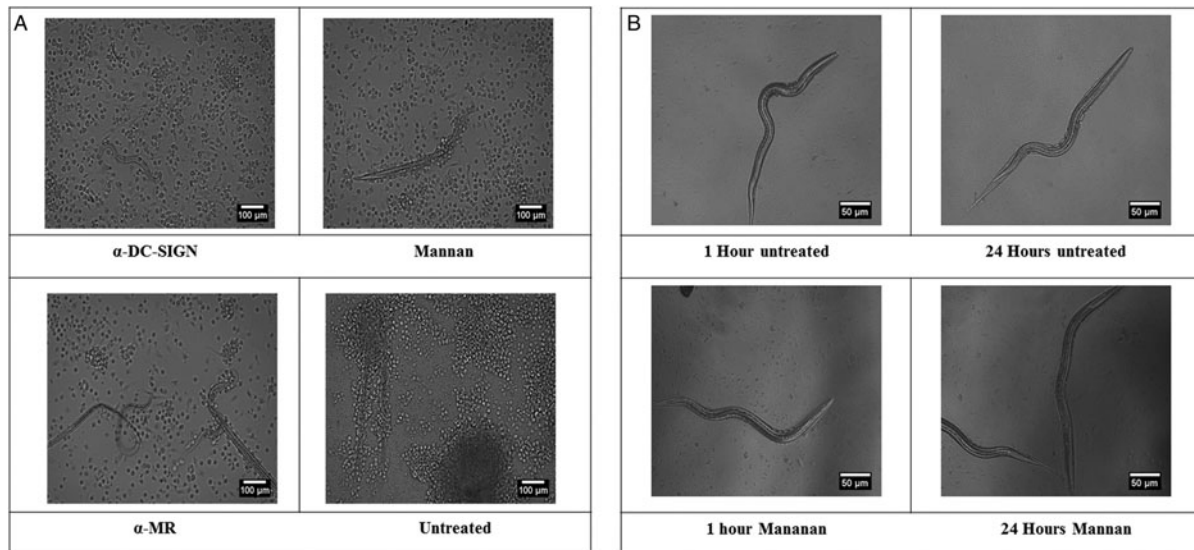 A
100 µm
100 µm
α-DC-SIGN
Mannan
100 µm
100 µm
α-MR
Untreated
B
50 µm
50 µm
1 Hour untreated
24 Hours untreated
50 µm
50 µm
1 hour Mananan
24 Hours Mannan